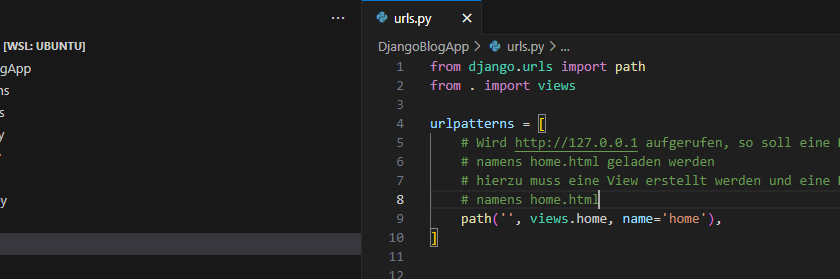 urls.py
[WSL: UBUNTU]
gApp
ns
s
y
y
DjangoBlogApp > urls.py > ...
1 from django.urls import path
2 from . import views
3
4 urlpatterns = [
5 # Wird http://127.0.0.1 aufgerufen, so soll eine
6 # namens home.html geladen werden
7 # hierzu muss eine View erstellt werden und eine
8 # namens home.html
9 path('', views.home, name='home'),
10 ]
11
12